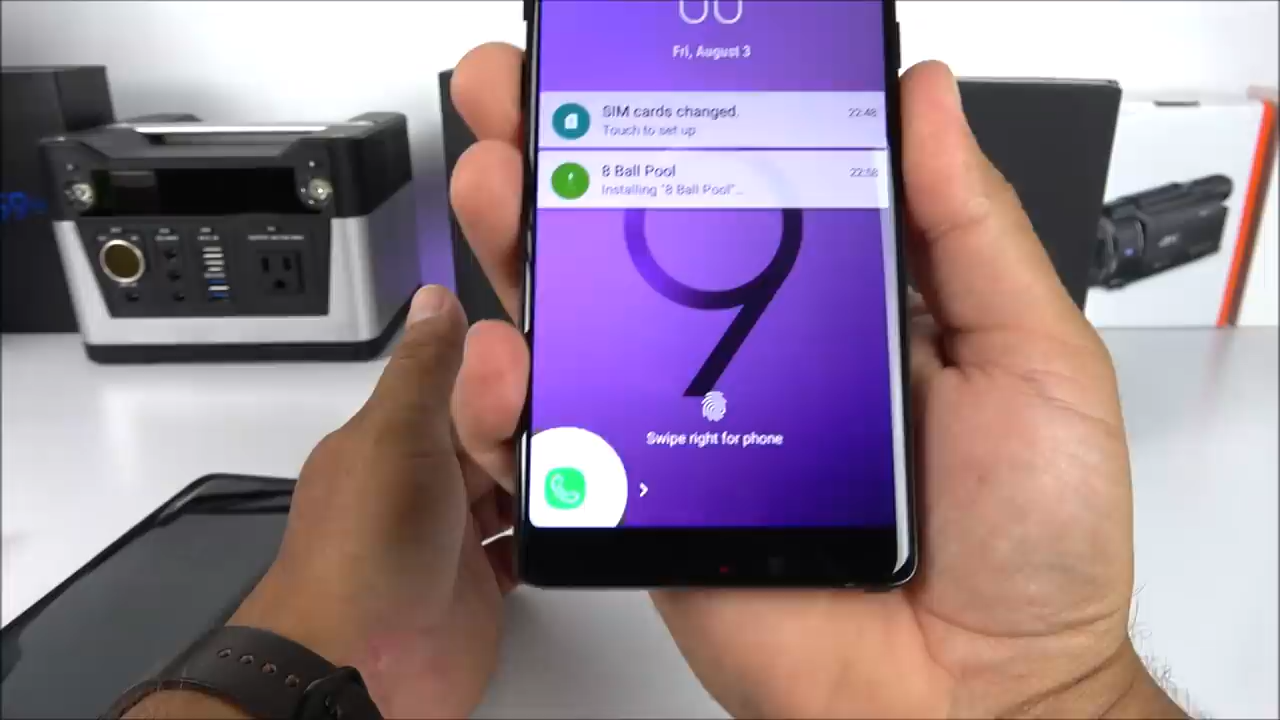 Fri, August 3
SIM cards changed.
22:48
Touch to set up
8 Ball Pool
22:58
Installing "8 Ball Pool"...
9
Swipe right for phone